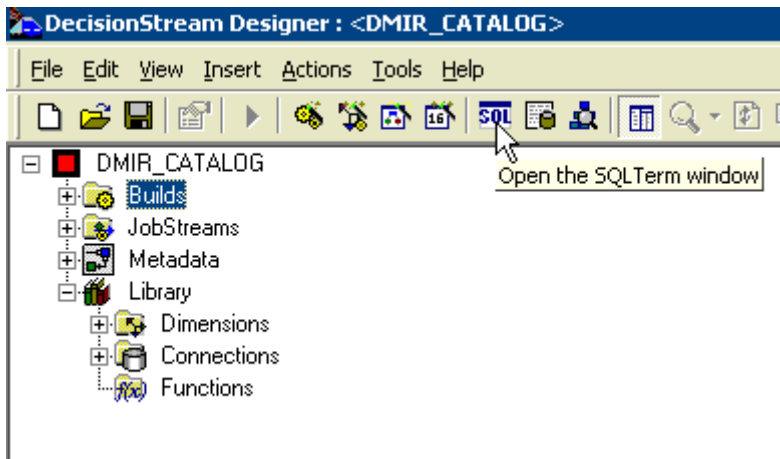 DecisionStream Designer : <DMIR_CATALOG>
File Edit View Insert Actions Tools Help
16 SQL
Open the SQLTerm window
DMIR_CATALOG
Builds
JobStreams
Metadata
Library
Dimensions
Connections
f(x) Functions